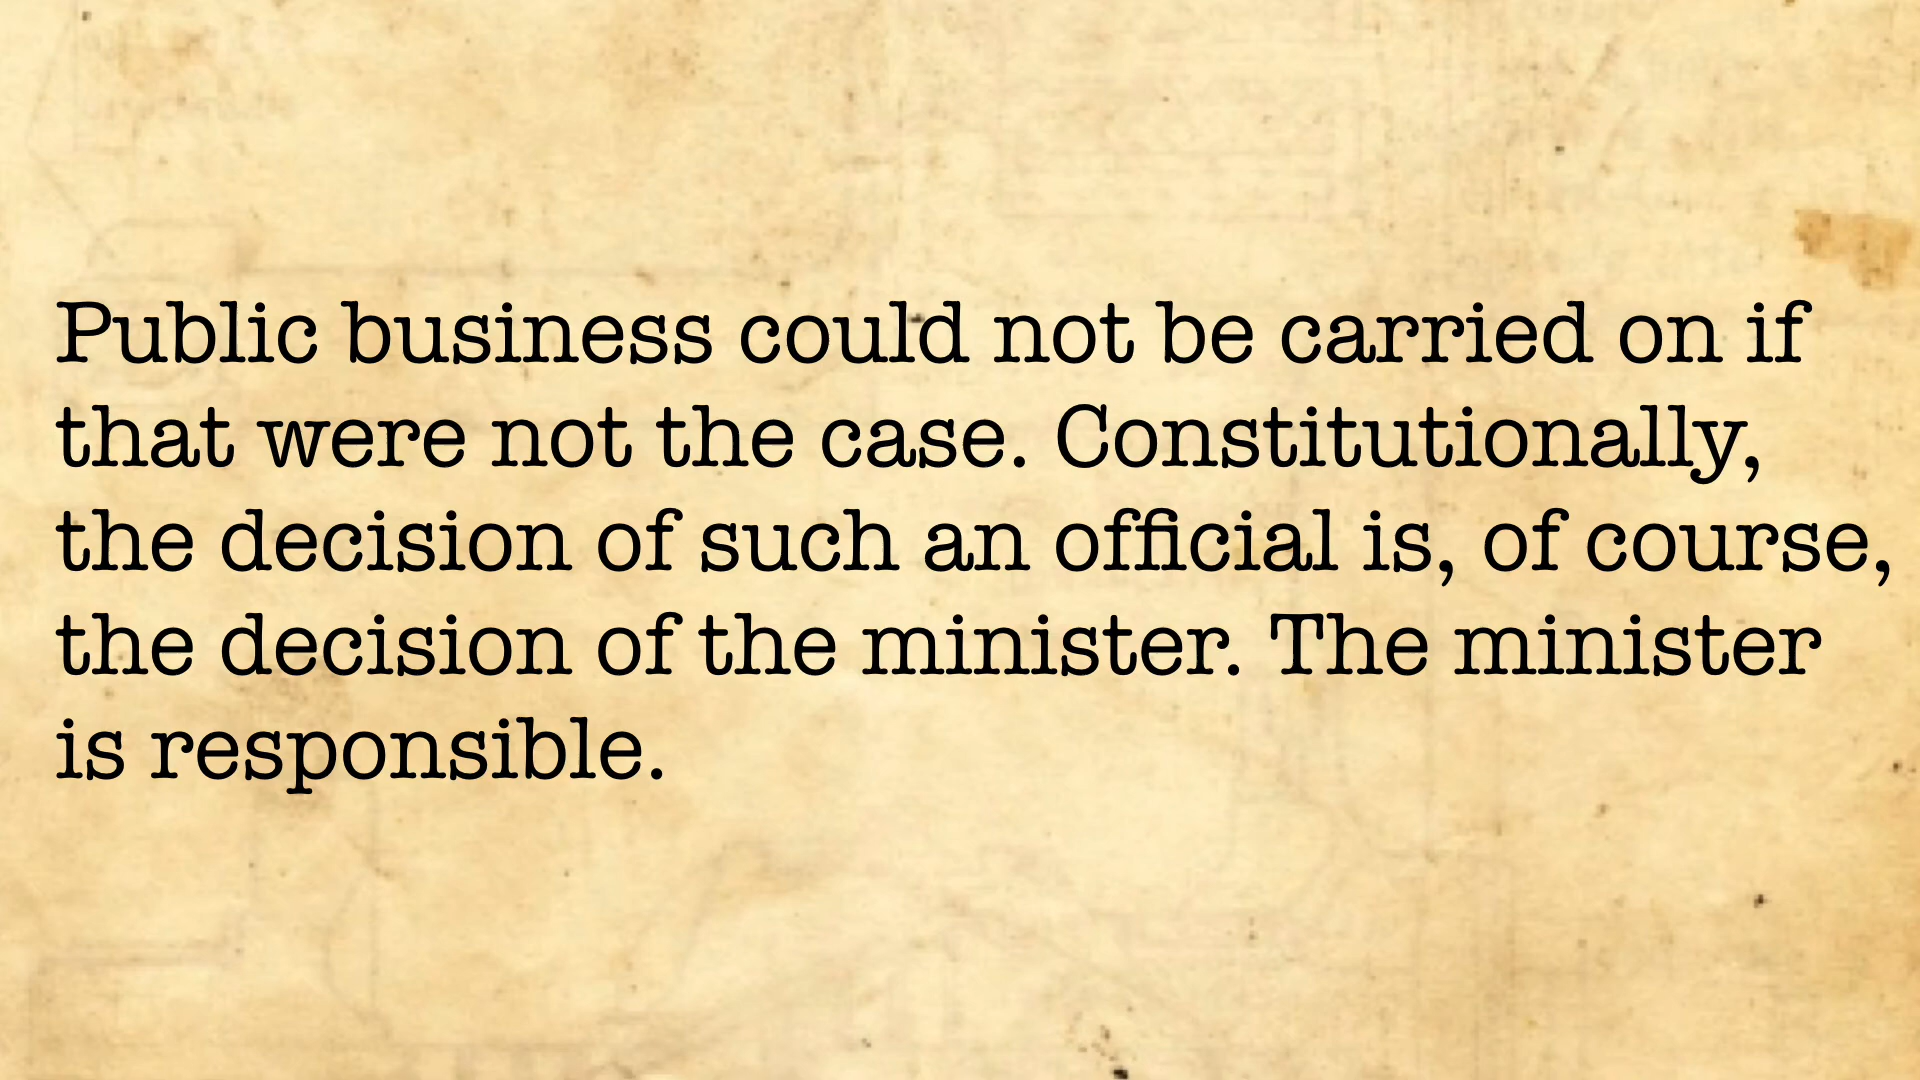 Public business could not be carried on if
that were not the case. Constitutionally,
the decision of such an official is, of course,
the decision of the minister. The minister
is responsible.